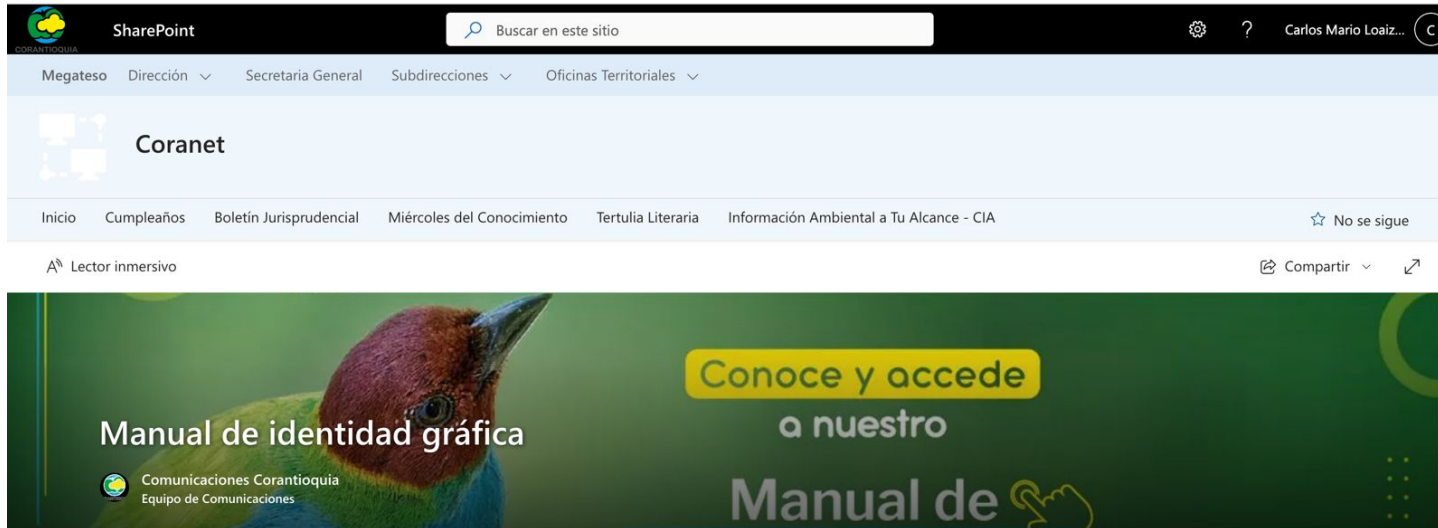 CORANTIOQUIA
SharePoint
Buscar en este sitio
?
Carlos Mario Loaiz...
C
Megateso Dirección Secretaria General Subdirecciones Oficinas Territoriales
Coranet
Inicio Cumpleaños Boletín Jurisprudencial Miércoles del Conocimiento Tertulia Literaria Información Ambiental a Tu Alcance - CIA
No se sigue
Lector inmersivo
Compartir
Conoce y accede
a nuestro
Manual de
Manual de identidad gráfica
Comunicaciones Corantioquia
Equipo de Comunicaciones